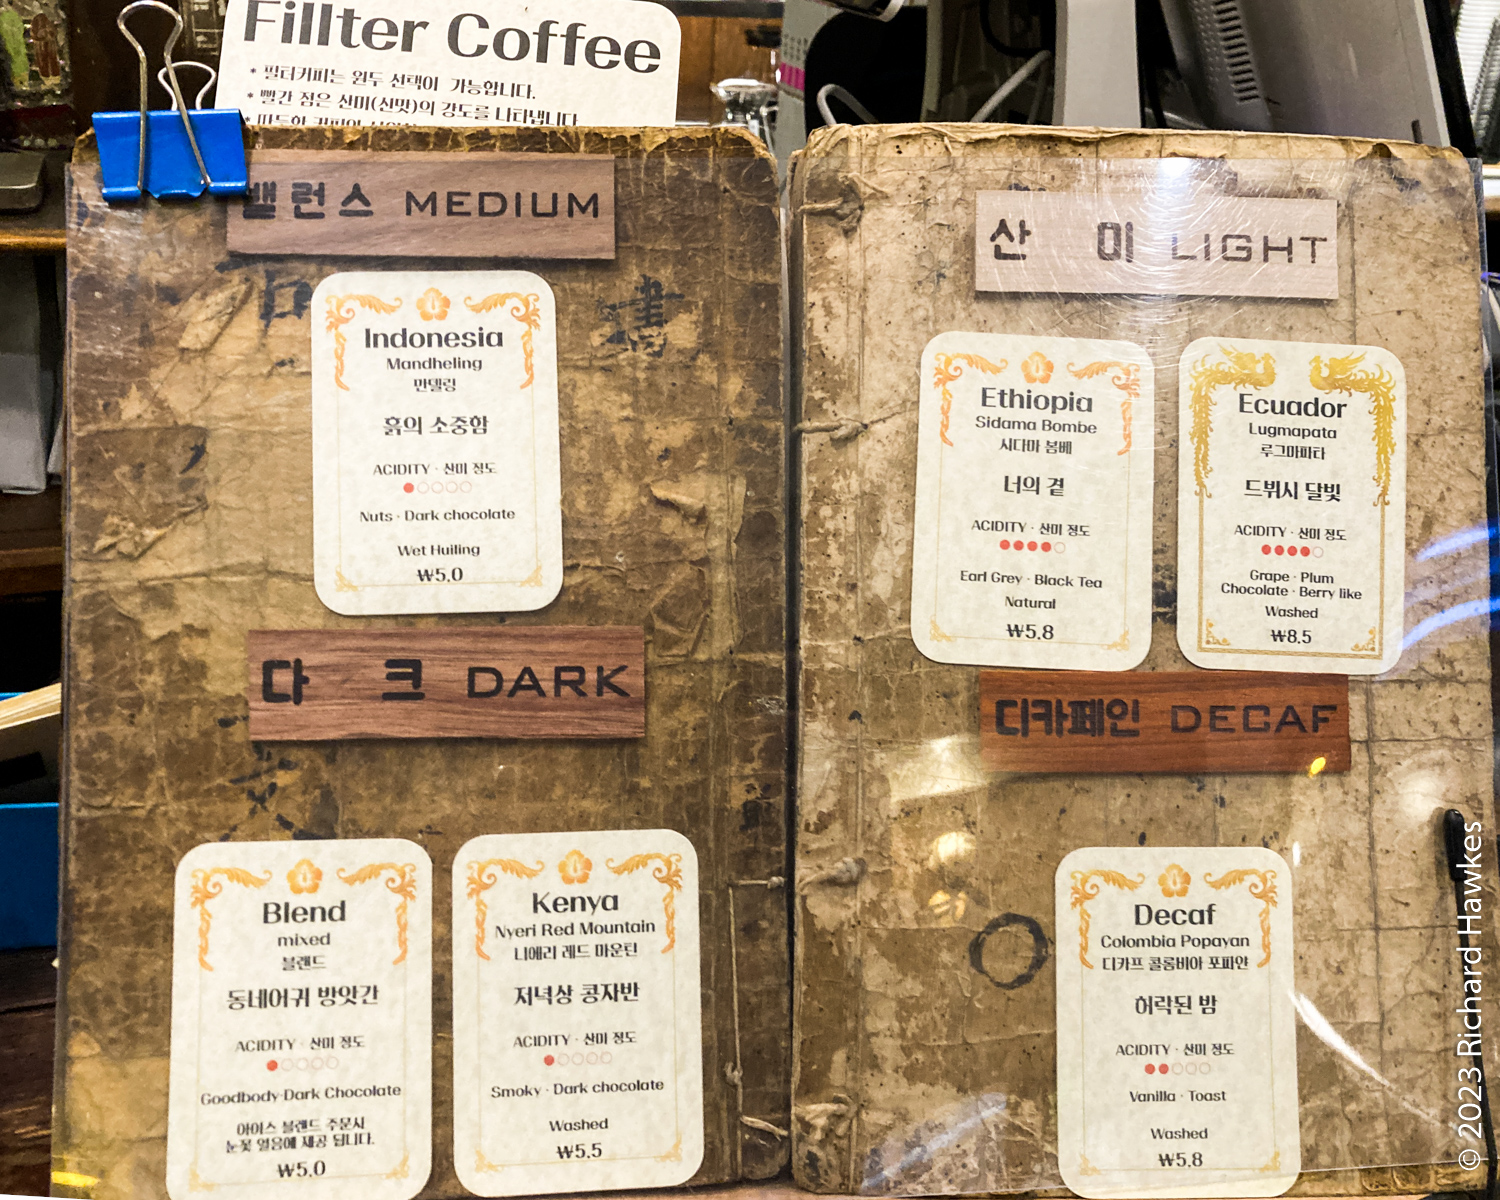 Fillter Coffee
* 필터커피는 원두 선택이 가능합니다.
* 빨간 점은 산미(신맛)의 강도를 나타냅니다
밸런스 MEDIUM
Indonesia
Mandheling
만델링
흙의 소중함
ACIDITY · 산미 정도
Nuts · Dark chocolate
Wet Huiling
₩5.0
다 크 DARK
Blend
mixed
블랜드
동네어귀 방앗간
ACIDITY · 산미 정도
Goodbody·Dark Chocolate
아이스 블랜드 주문시
눈꽃 얼음에 제공 됩니다.
₩5.0
Kenya
Nyeri Red Mountain
니에리 레드 마운틴
저녁상 콩자반
ACIDITY · 산미 정도
Smoky · Dark chocolate
Washed
₩5.5
산 미 LIGHT
Ethiopia
Sidama Bombe
시다마 봄베
너의 곁
ACIDITY · 산미 정도
Earl Grey · Black Tea
Natural
₩5.8
Ecuador
Lugmapata
루그마파타
드뷔시 달빛
ACIDITY · 산미 정도
Grape · Plum
Chocolate · Berry like
Washed
₩8.5
디카페인 DECAF
Decaf
Colombia Popayan
디카프 콜롬비아 포파얀
허락된 밤
ACIDITY · 산미 정도
Vanilla · Toast
Washed
₩5.8
© 2023 Richard Hawkes